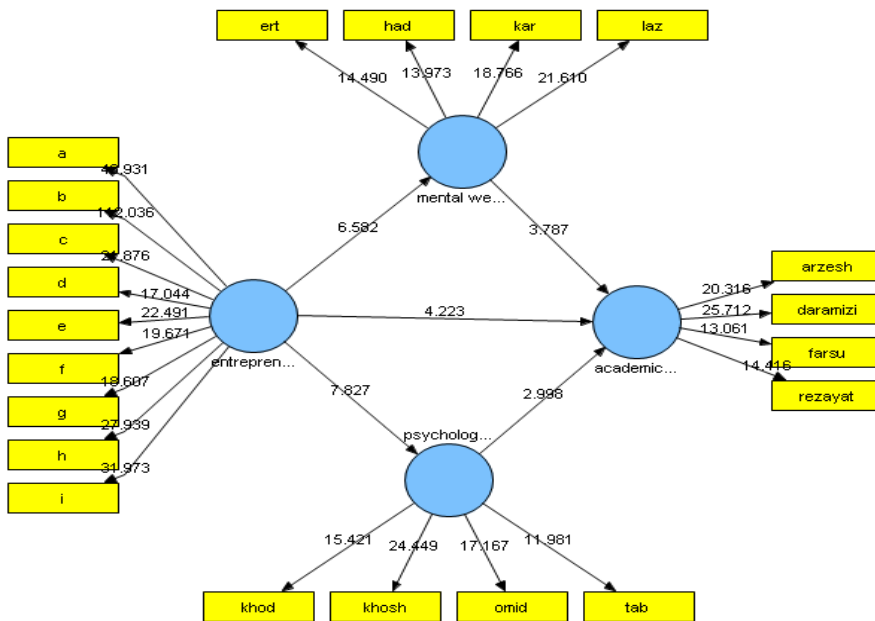 ert
had
kar
laz
14.490
13.973
18.766
21.610
a
b
112.036
c
d
17.044
e
22.491
f
19.671
g
18.607
h
27.939
i
31.973
mental we...
6.582
3.787
entrepren...
4.223
academic...
7.827
2.998
psycholog...
arzesh
20.316
daramizi
25.712
farsu
13.061
rezayat
14.416
15.421
24.449
17.167
11.981
khod
khosh
omid
tab